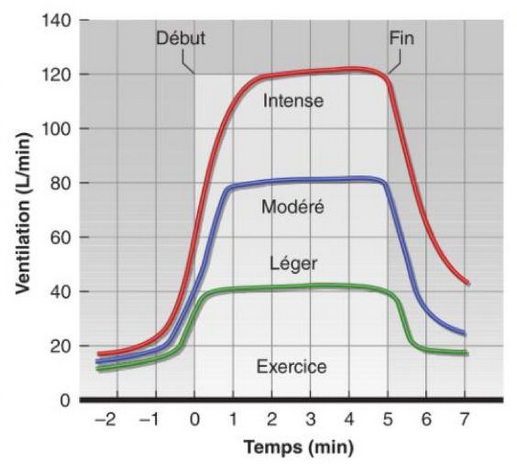 140
Début
Fin
120
Intense
100
80
Modéré
60
Léger
40
20
Exercice
0
−2 −1 0 1 2 3 4 5 6 7
Temps (min)
Ventilation (L/min)